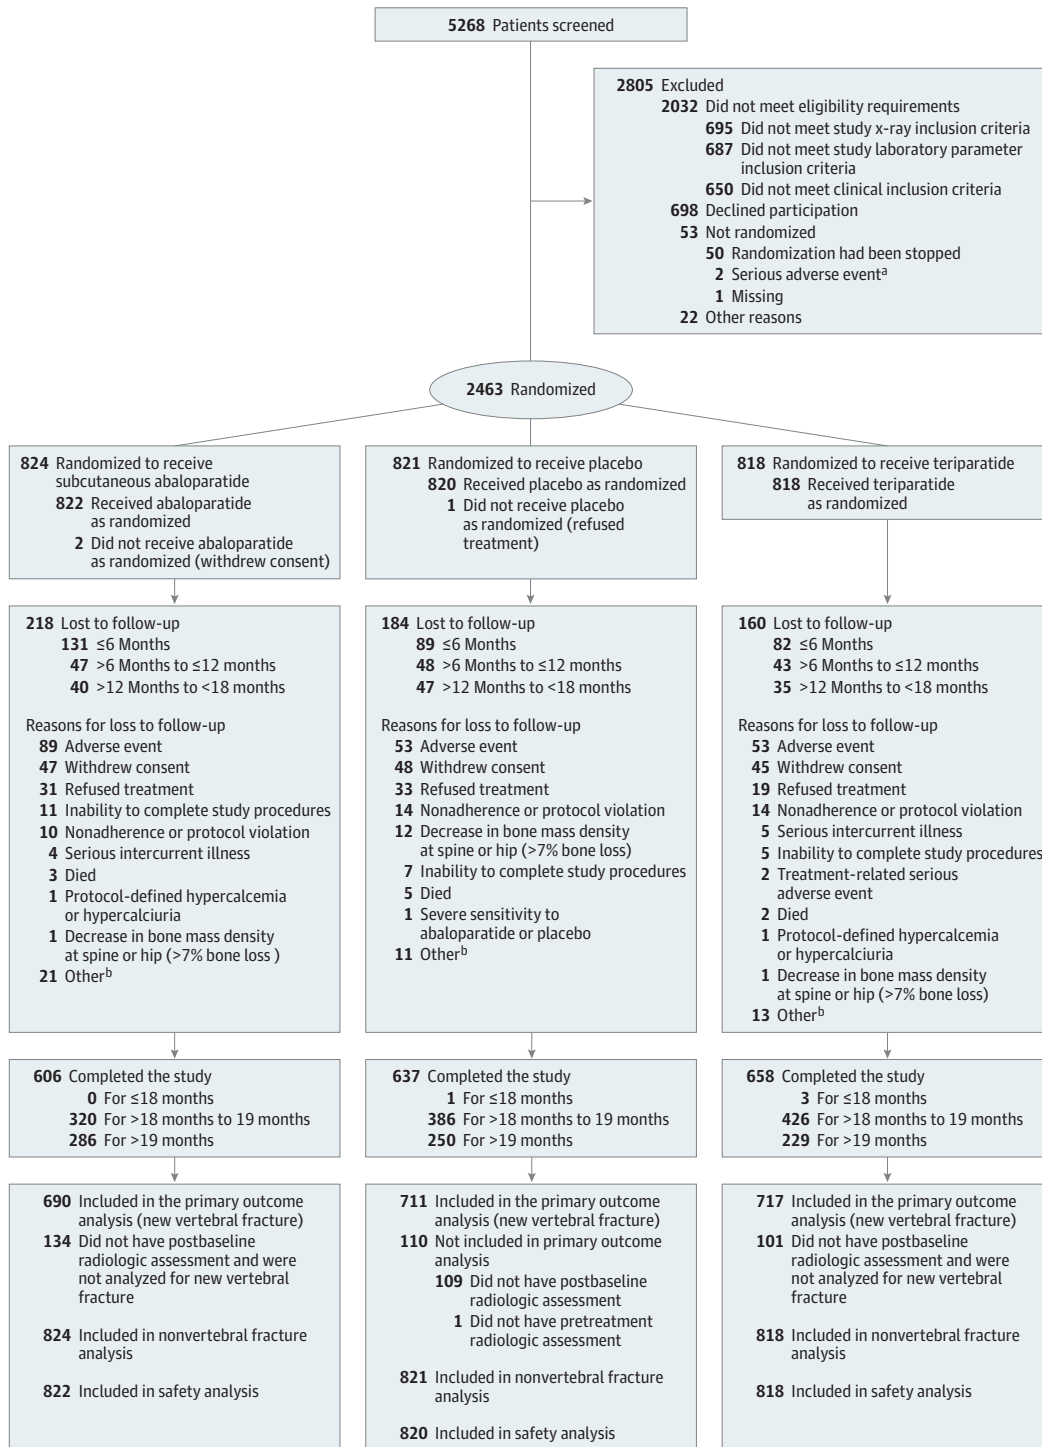 5268 Patients screened
2805 Excluded
2032 Did not meet eligibility requirements
695 Did not meet study x-ray inclusion criteria
687 Did not meet study laboratory parameter
inclusion criteria
650 Did not meet clinical inclusion criteria
698 Declined participation
53 Not randomized
50 Randomization had been stopped
2 Serious adverse eventa
1 Missing
22 Other reasons
2463 Randomized
824 Randomized to receive
subcutaneous abaloparatide
822 Received abaloparatide
as randomized
2 Did not receive abaloparatide
as randomized (withdrew consent)
821 Randomized to receive placebo
820 Received placebo as randomized
1 Did not receive placebo
as randomized (refused
treatment)
818 Randomized to receive teriparatide
818 Received teriparatide
as randomized
218 Lost to follow-up
131 ≤6 Months
47 >6 Months to ≤12 months
40 >12 Months to <18 months
Reasons for loss to follow-up
89 Adverse event
47 Withdrew consent
31 Refused treatment
11 Inability to complete study procedures
10 Nonadherence or protocol violation
4 Serious intercurrent illness
3 Died
1 Protocol-defined hypercalcemia
or hypercalciuria
1 Decrease in bone mass density
at spine or hip (>7% bone loss )
21 Otherb
184 Lost to follow-up
89 ≤6 Months
48 >6 Months to ≤12 months
47 >12 Months to <18 months
Reasons for loss to follow-up
53 Adverse event
48 Withdrew consent
33 Refused treatment
14 Nonadherence or protocol violation
12 Decrease in bone mass density
at spine or hip (>7% bone loss)
7 Inability to complete study procedures
5 Died
1 Severe sensitivity to
abaloparatide or placebo
11 Otherb
160 Lost to follow-up
82 ≤6 Months
43 >6 Months to ≤12 months
35 >12 Months to <18 months
Reasons for loss to follow-up
53 Adverse event
45 Withdrew consent
19 Refused treatment
14 Nonadherence or protocol violation
5 Serious intercurrent illness
5 Inability to complete study procedures
2 Treatment-related serious
adverse event
2 Died
1 Protocol-defined hypercalcemia
or hypercalciuria
1 Decrease in bone mass density
at spine or hip (>7% bone loss)
13 Otherb
606 Completed the study
0 For ≤18 months
320 For >18 months to 19 months
286 For >19 months
637 Completed the study
1 For ≤18 months
386 For >18 months to 19 months
250 For >19 months
658 Completed the study
3 For ≤18 months
426 For >18 months to 19 months
229 For >19 months
690 Included in the primary outcome
analysis (new vertebral fracture)
134 Did not have postbaseline
radiologic assessment and were
not analyzed for new vertebral
fracture
824 Included in nonvertebral fracture
analysis
822 Included in safety analysis
711 Included in the primary outcome
analysis (new vertebral fracture)
110 Not included in primary outcome
analysis
109 Did not have postbaseline
radiologic assessment
1 Did not have pretreatment
radiologic assessment
821 Included in nonvertebral fracture
analysis
820 Included in safety analysis
717 Included in the primary outcome
analysis (new vertebral fracture)
101 Did not have postbaseline
radiologic assessment and were
not analyzed for new vertebral
fracture
818 Included in nonvertebral fracture
analysis
818 Included in safety analysis